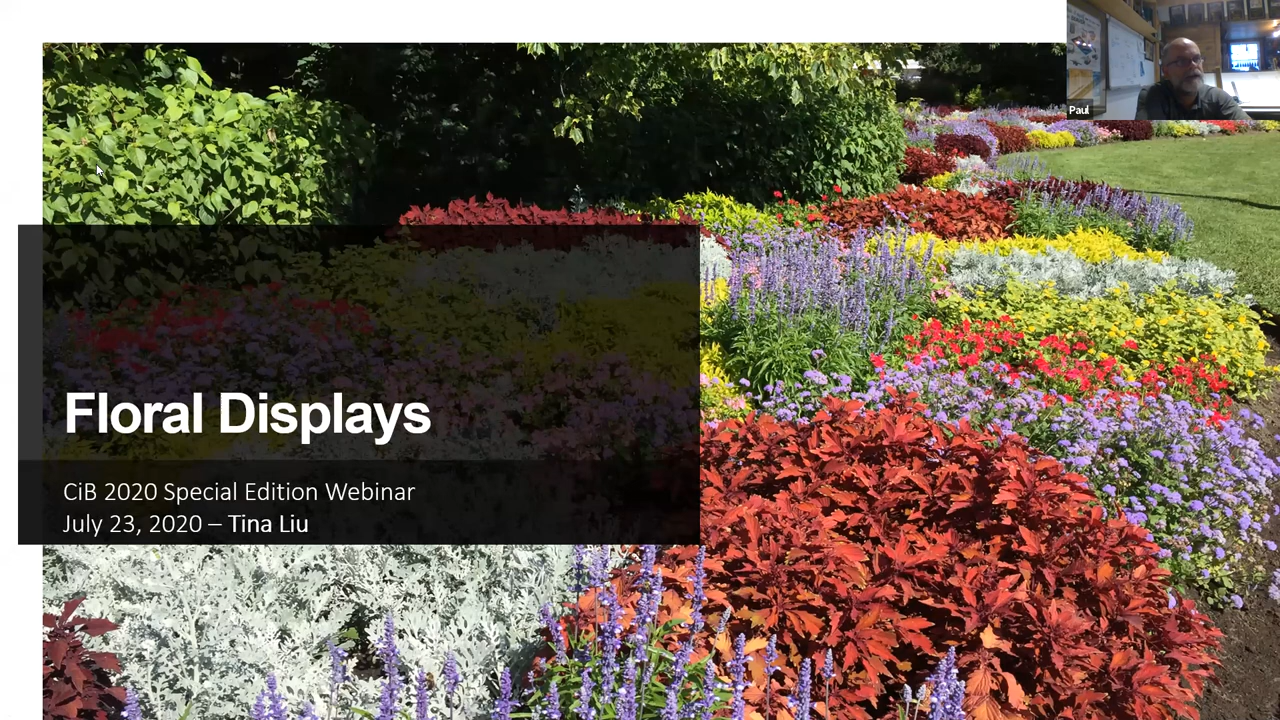 Paul
Floral Displays
CiB 2020 Special Edition Webinar
July 23, 2020 – Tina Liu